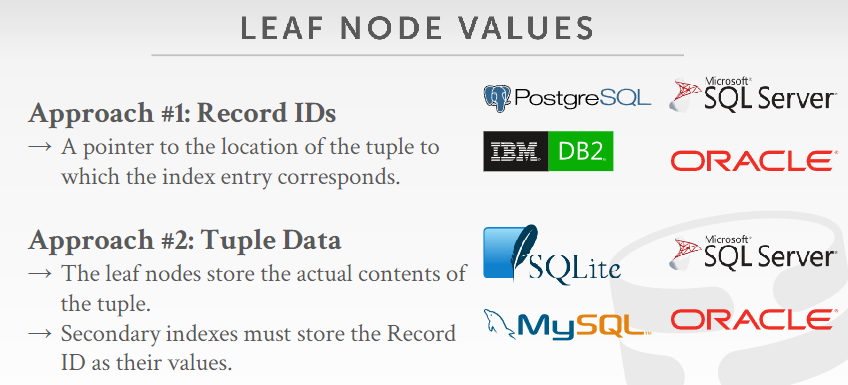 LEAF NODE VALUES
Approach #1: Record IDs
→ A pointer to the location of the tuple to
which the index entry corresponds.
PostgreSQL
Microsoft®
SQL Server®
IBM® DB2®
ORACLE®
Approach #2: Tuple Data
→ The leaf nodes store the actual contents of
the tuple.
→ Secondary indexes must store the Record
ID as their values.
SQLite
Microsoft®
SQL Server®
MySQL™
ORACLE®